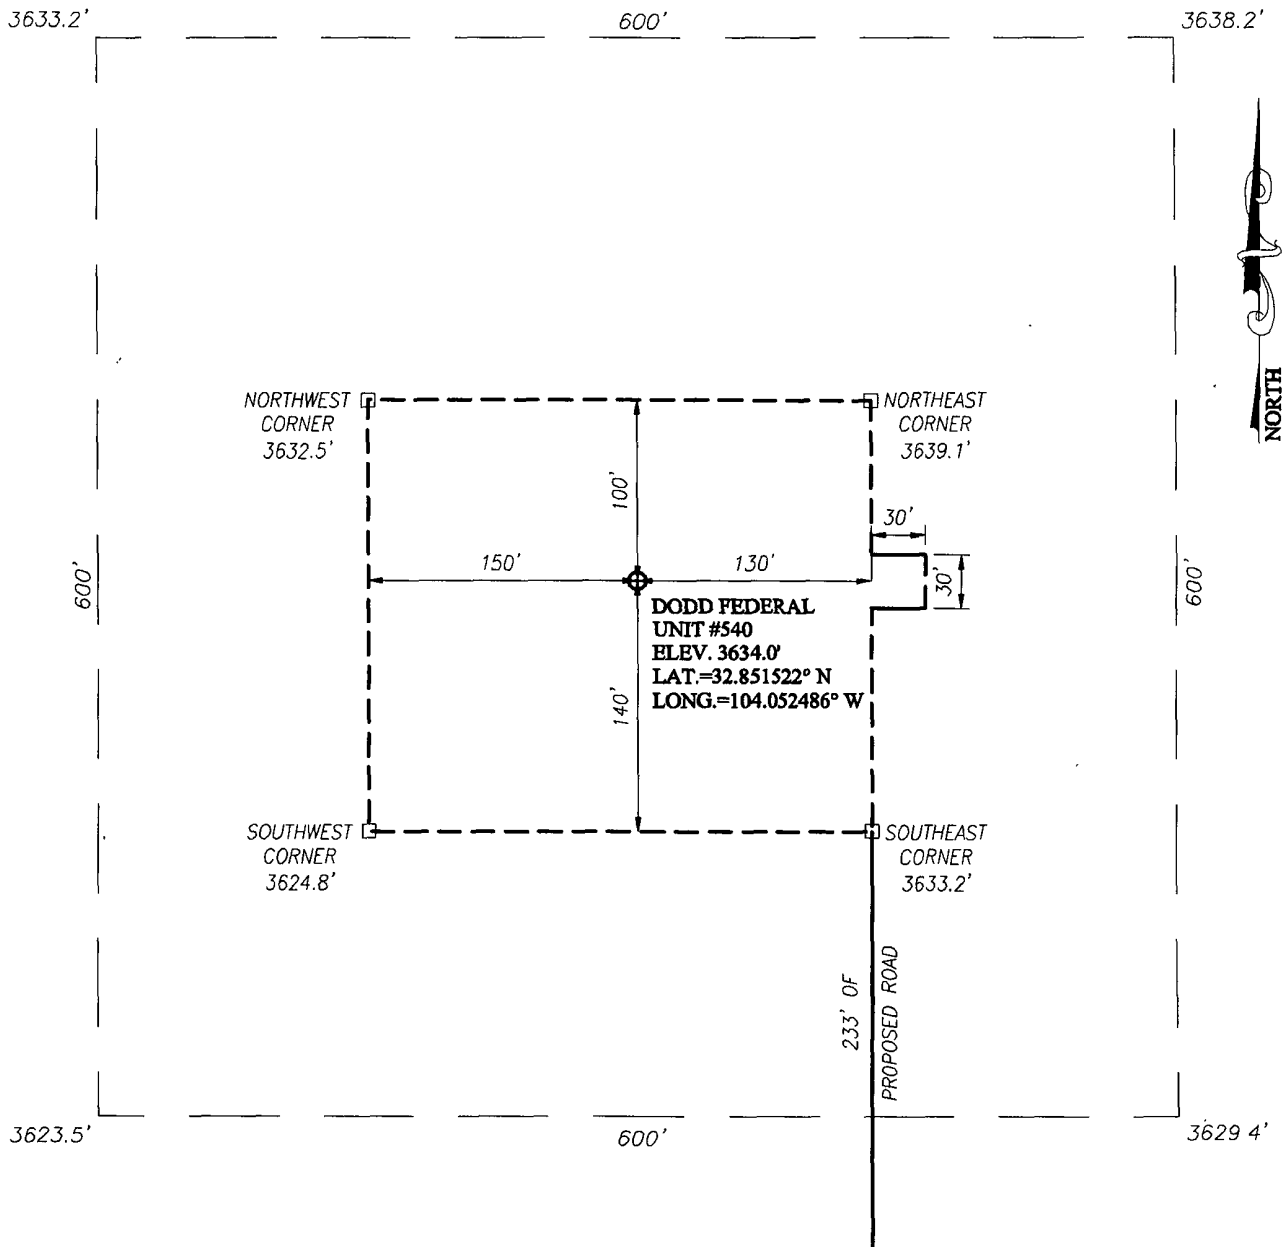 3633.2'
600'
3638.2'
NORTH
NORTHWEST
CORNER
3632.5'
NORTHEAST
CORNER
3639.1'
100'
30'
150'
130'
30'
600'
600'
DODD FEDERAL
UNIT #540
ELEV. 3634.0'
LAT.=32.851522° N
LONG.=104.052486° W
140'
SOUTHWEST
CORNER
3624.8'
SOUTHEAST
CORNER
3633.2'
233' OF
PROPOSED ROAD
3623.5'
600'
3629 4'